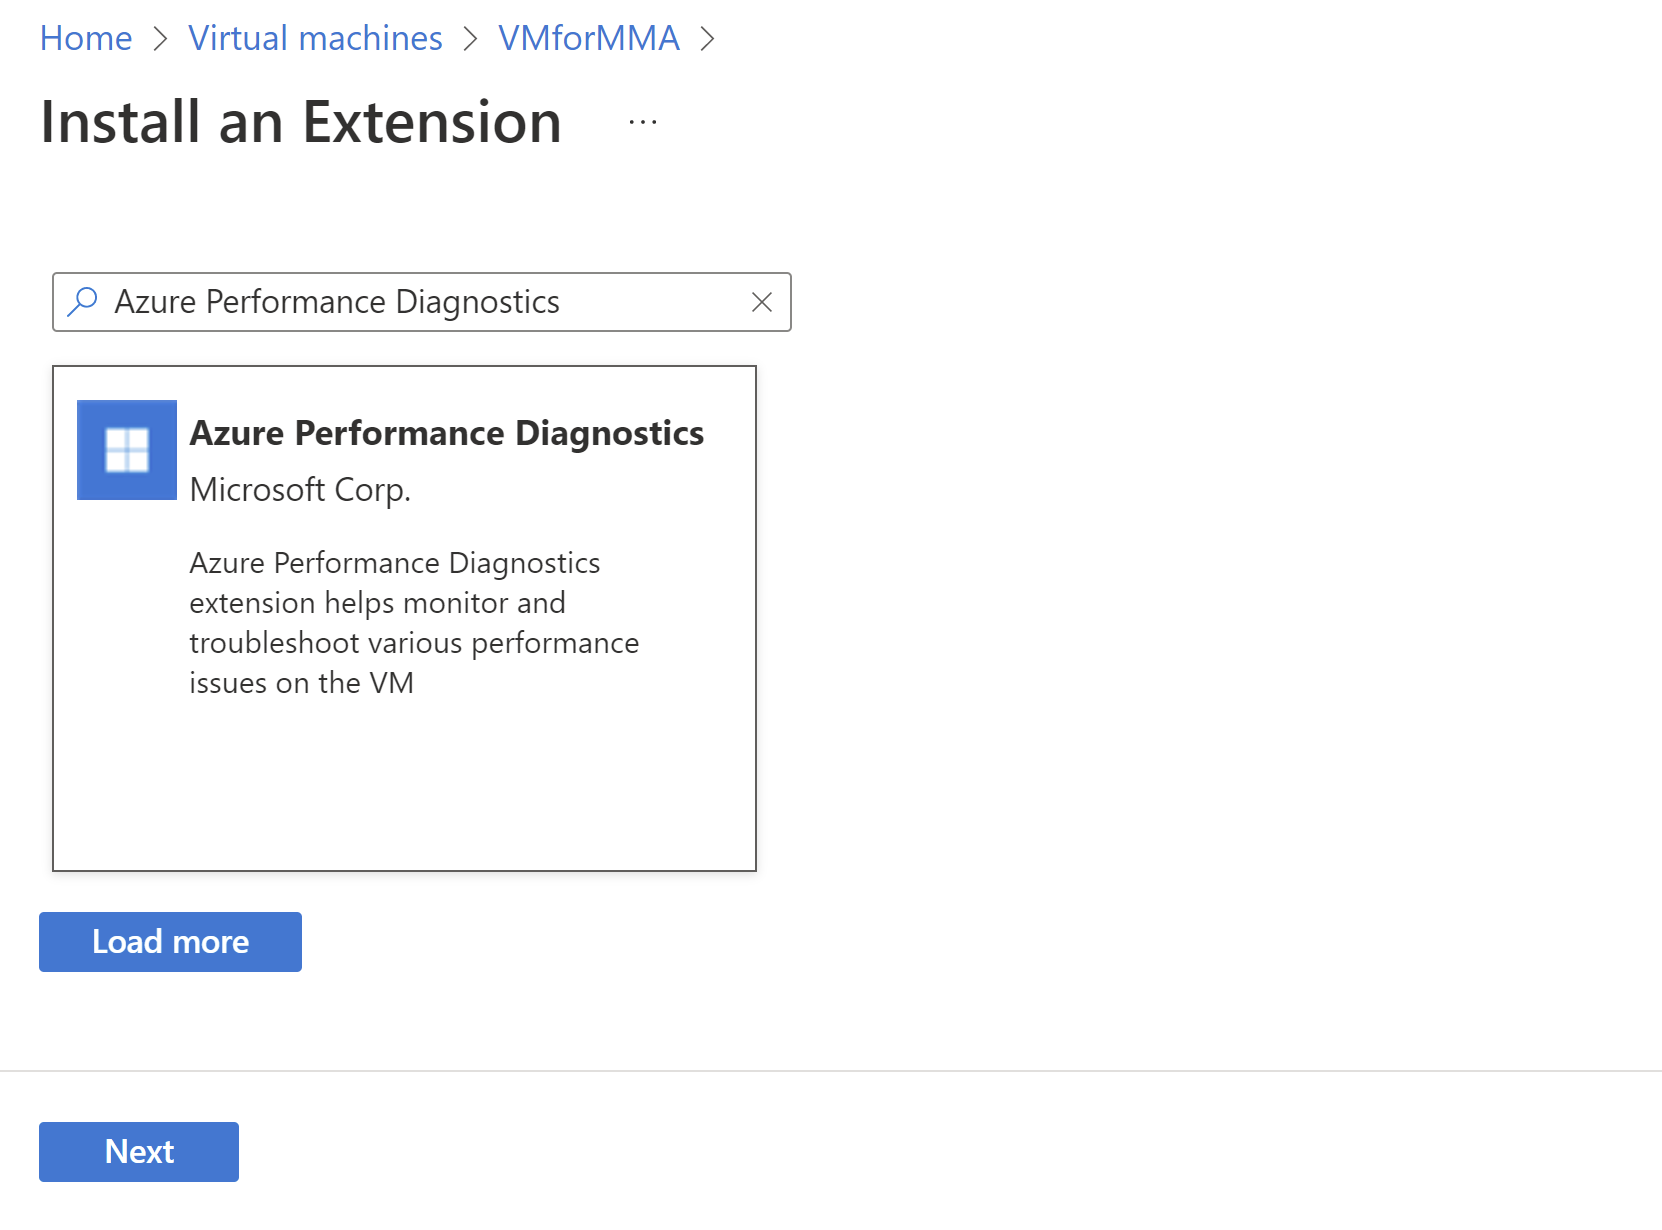 Home > Virtual machines > VMforMMA >
Install an Extension ...
Azure Performance Diagnostics
Azure Performance Diagnostics
Microsoft Corp.
Azure Performance Diagnostics
extension helps monitor and
troubleshoot various performance
issues on the VM
Load more
Next